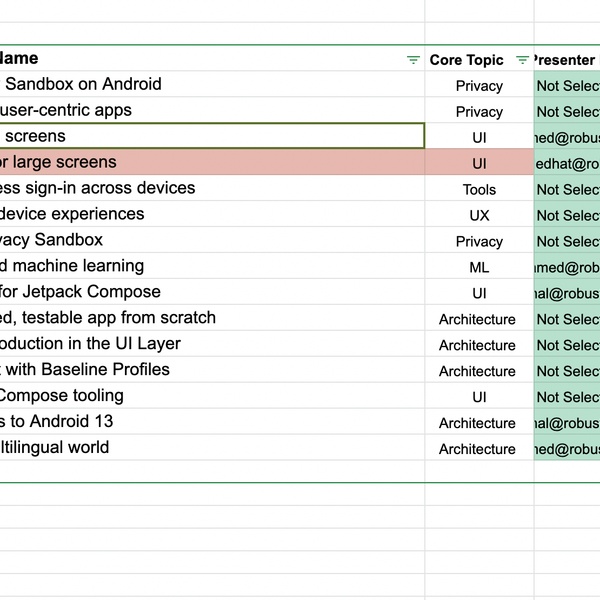 Name Core Topic Presenter
Sandbox on Android Privacy Not Selec
user-centric apps Privacy Not Selec
screens UI med@robus
or large screens UI edhat@ro
ess sign-in across devices Tools Not Selec
device experiences UX Not Selec
vacy Sandbox Privacy Not Selec
d machine learning ML med@rob
for Jetpack Compose UI nal@robus
ed, testable app from scratch Architecture Not Selec
oduction in the UI Layer Architecture Not Selec
t with Baseline Profiles Architecture Not Selec
Compose tooling UI Not Selec
s to Android 13 Architecture nal@robus
ltilingual world Architecture med@robus